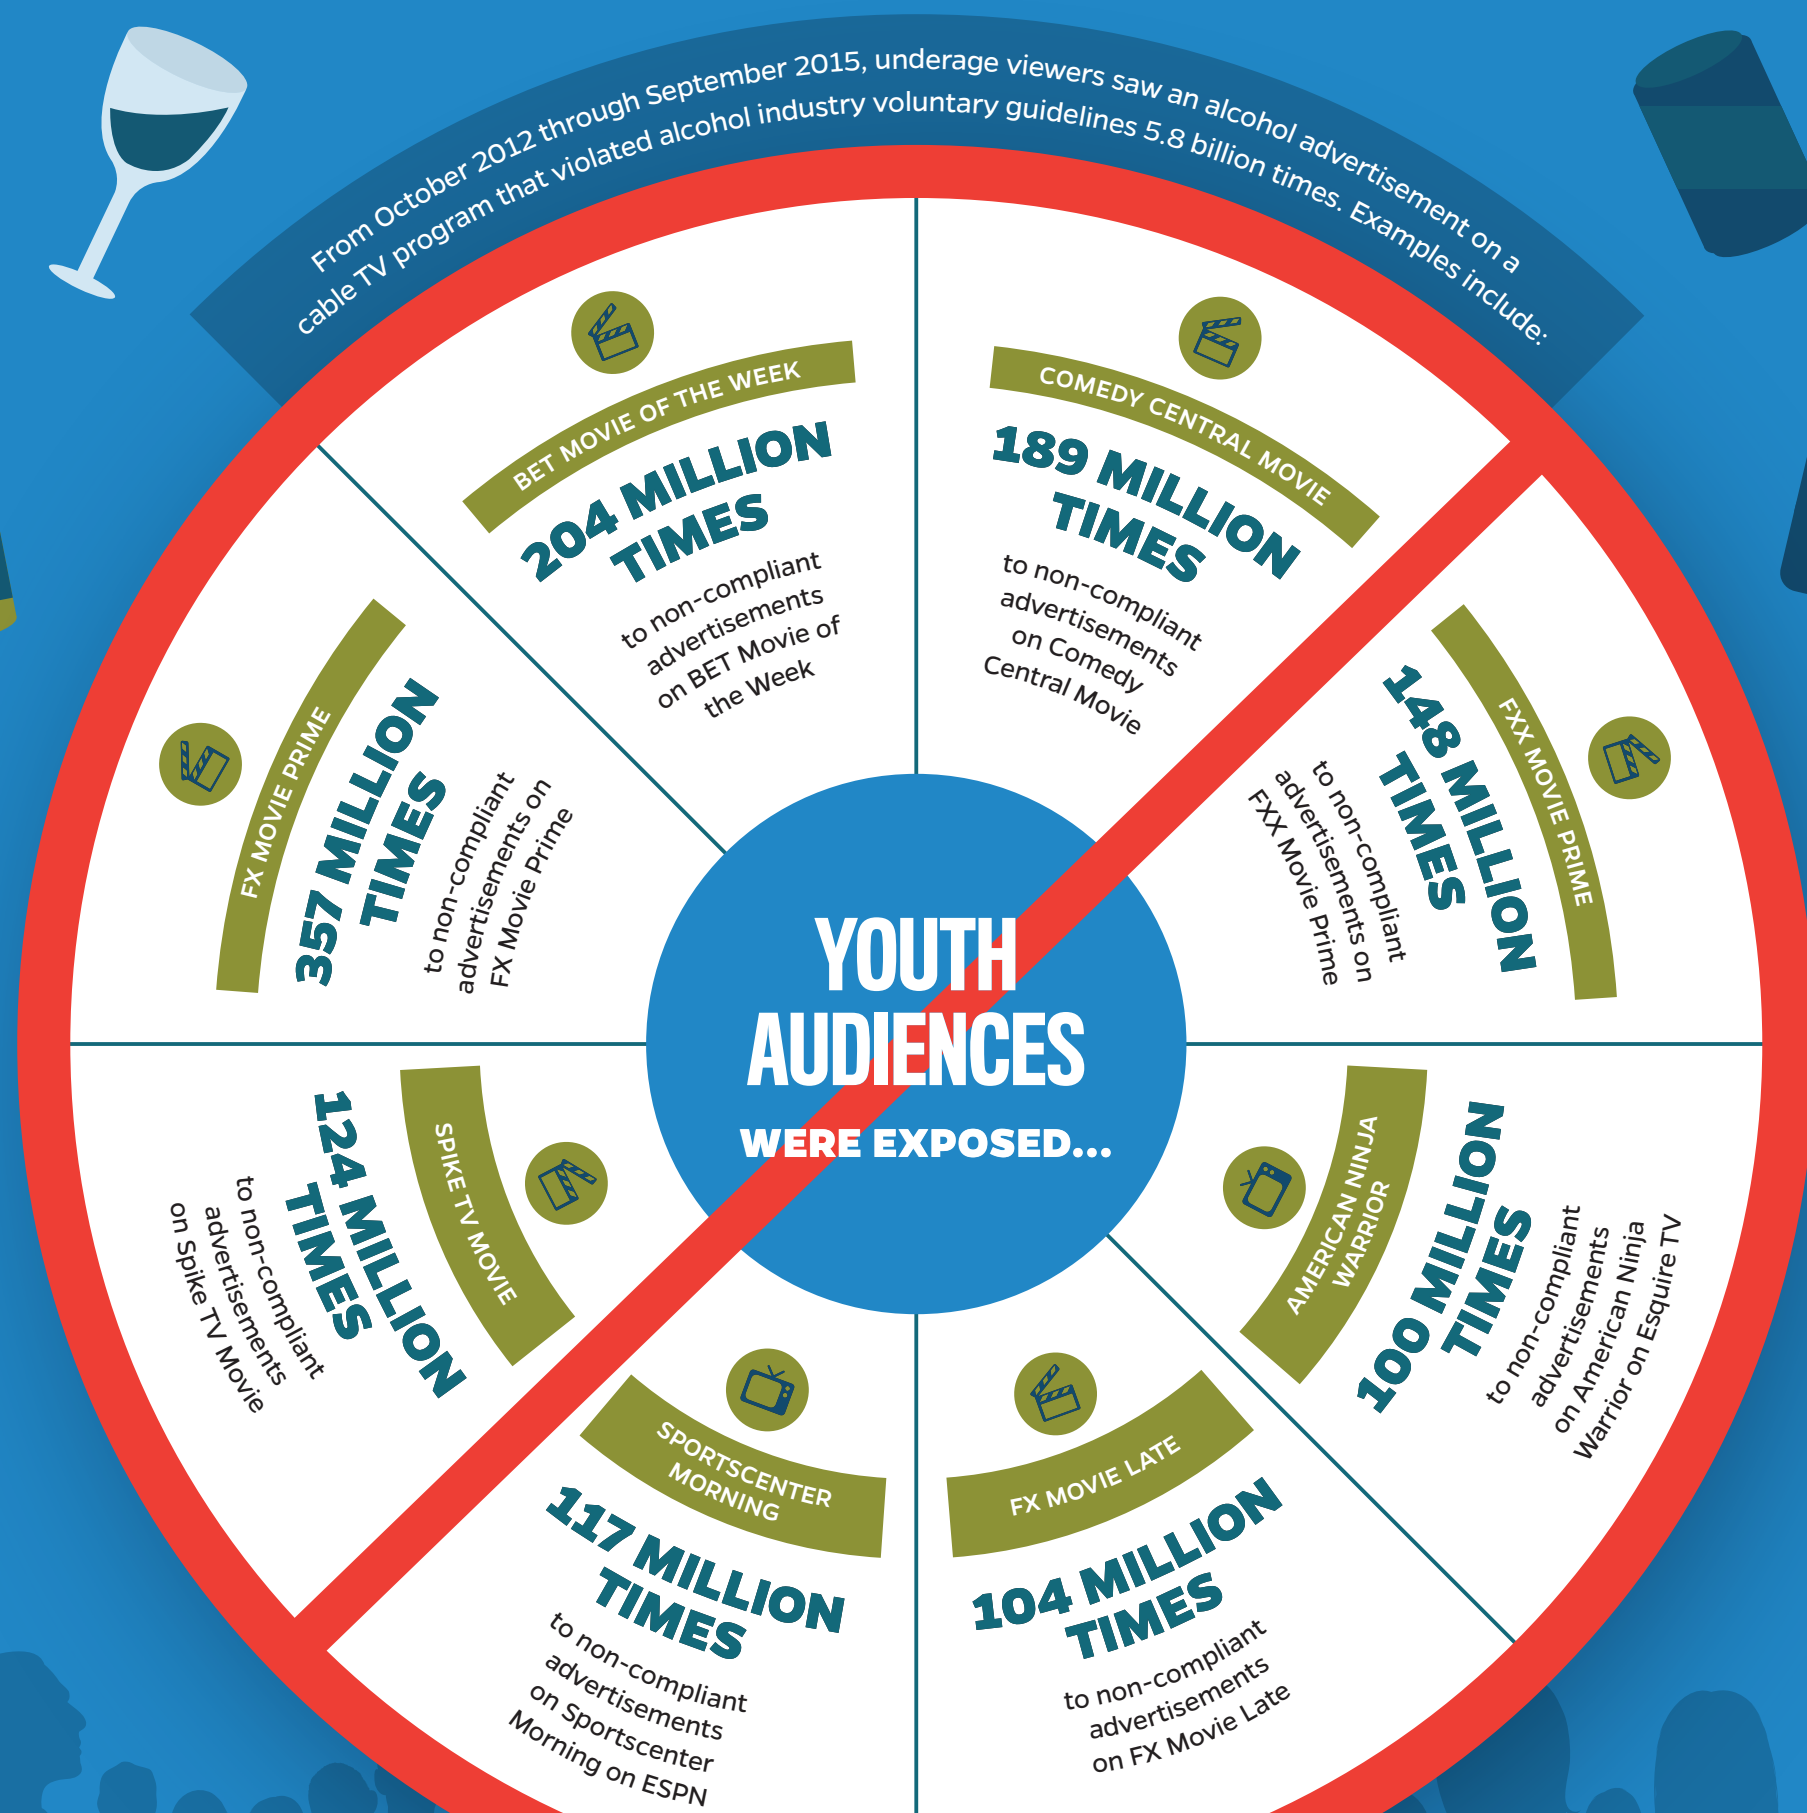 From October 2012 through September 2015, underage viewers saw an alcohol advertisement on a
cable TV program that violated alcohol industry voluntary guidelines 5.8 billion times. Examples include:
YOUTH
AUDIENCES
WERE EXPOSED...
BET MOVIE OF THE WEEK
204 MILLION
TIMES
to non-compliant
advertisements
on BET Movie of
the Week
COMEDY CENTRAL MOVIE
189 MILLION
TIMES
to non-compliant
advertisements
on Comedy
Central Movie
FXX MOVIE PRIME
148 MILLION
TIMES
to non-compliant
advertisements on
FXX Movie Prime
AMERICAN NINJA
WARRIOR
100 MILLION
TIMES
to non-compliant
advertisements
on American Ninja
Warrior on Esquire TV
FX MOVIE LATE
104 MILLION
TIMES
to non-compliant
advertisements
on FX Movie Late
SPORTSCENTER
MORNING
117 MILLION
TIMES
to non-compliant
advertisements
on Sportscenter
Morning on ESPN
SPIKE TV MOVIE
124 MILLION
TIMES
to non-compliant
advertisements
on Spike TV Movie
FX MOVIE PRIME
357 MILLION
TIMES
to non-compliant
advertisements on
FX Movie Prime